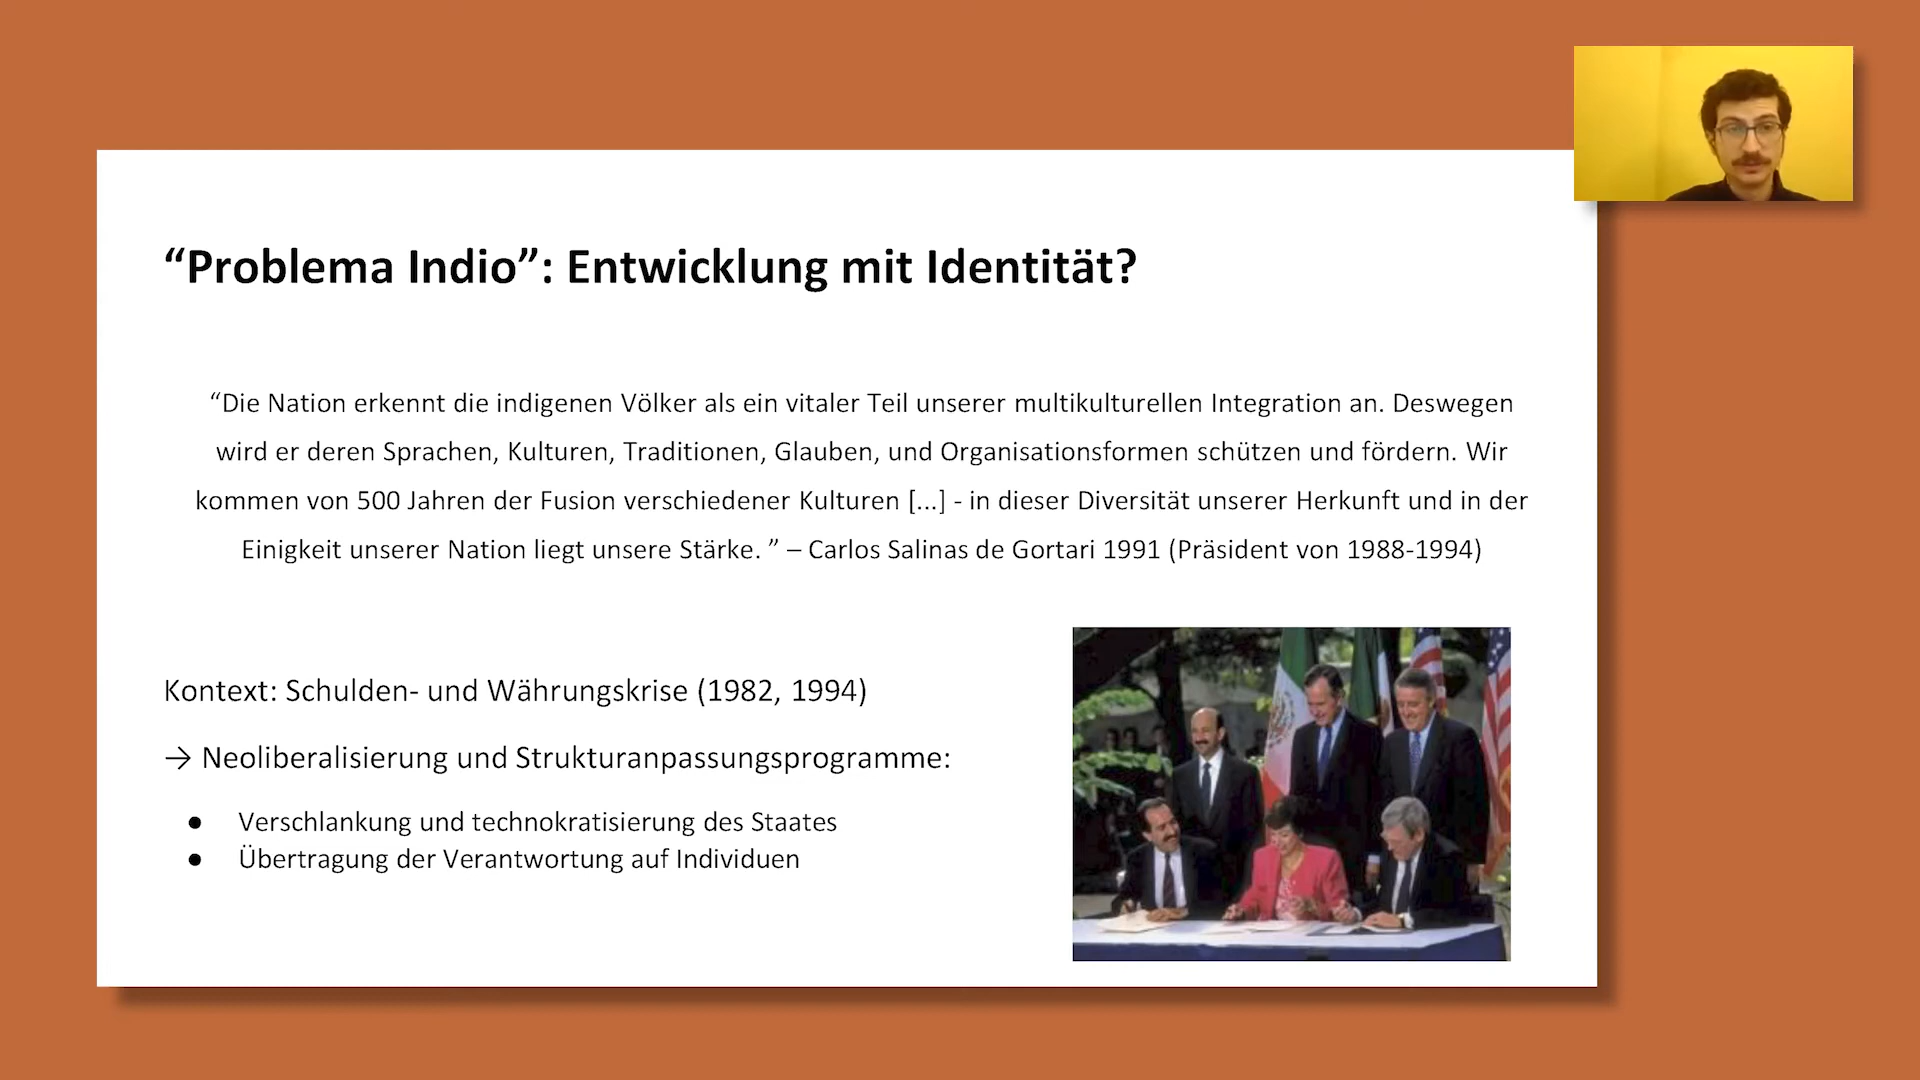 “Problema Indio”: Entwicklung mit Identität?
“Die Nation erkennt die indigenen Völker als ein vitaler Teil unserer multikulturellen Integration an. Deswegen
wird er deren Sprachen, Kulturen, Traditionen, Glauben, und Organisationsformen schützen und fördern. Wir
kommen von 500 Jahren der Fusion verschiedener Kulturen [...] - in dieser Diversität unserer Herkunft und in der
Einigkeit unserer Nation liegt unsere Stärke. ” – Carlos Salinas de Gortari 1991 (Präsident von 1988-1994)
Kontext: Schulden- und Währungskrise (1982, 1994)
→ Neoliberalisierung und Strukturanpassungsprogramme:
● Verschlankung und technokratisierung des Staates
● Übertragung der Verantwortung auf Individuen